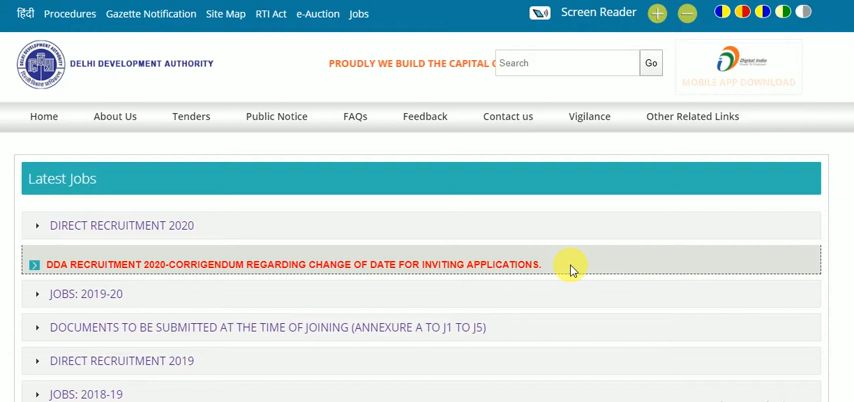 हिंदी Procedures Gazette Notification Site Map RTI Act e-Auction Jobs Screen Reader
DELHI DEVELOPMENT AUTHORITY PROUDLY WE BUILD THE CAPITAL Search Go
Digital India
MOBILE APP DOWNLOAD
Home About Us Tenders Public Notice FAQs Feedback Contact us Vigilance Other Related Links
Latest Jobs
DIRECT RECRUITMENT 2020
DDA RECRUITMENT 2020-CORRIGENDUM REGARDING CHANGE OF DATE FOR INVITING APPLICATIONS.
JOBS: 2019-20
DOCUMENTS TO BE SUBMITTED AT THE TIME OF JOINING (ANNEXURE A TO J1 TO J5)
DIRECT RECRUITMENT 2019
JOBS: 2018-19